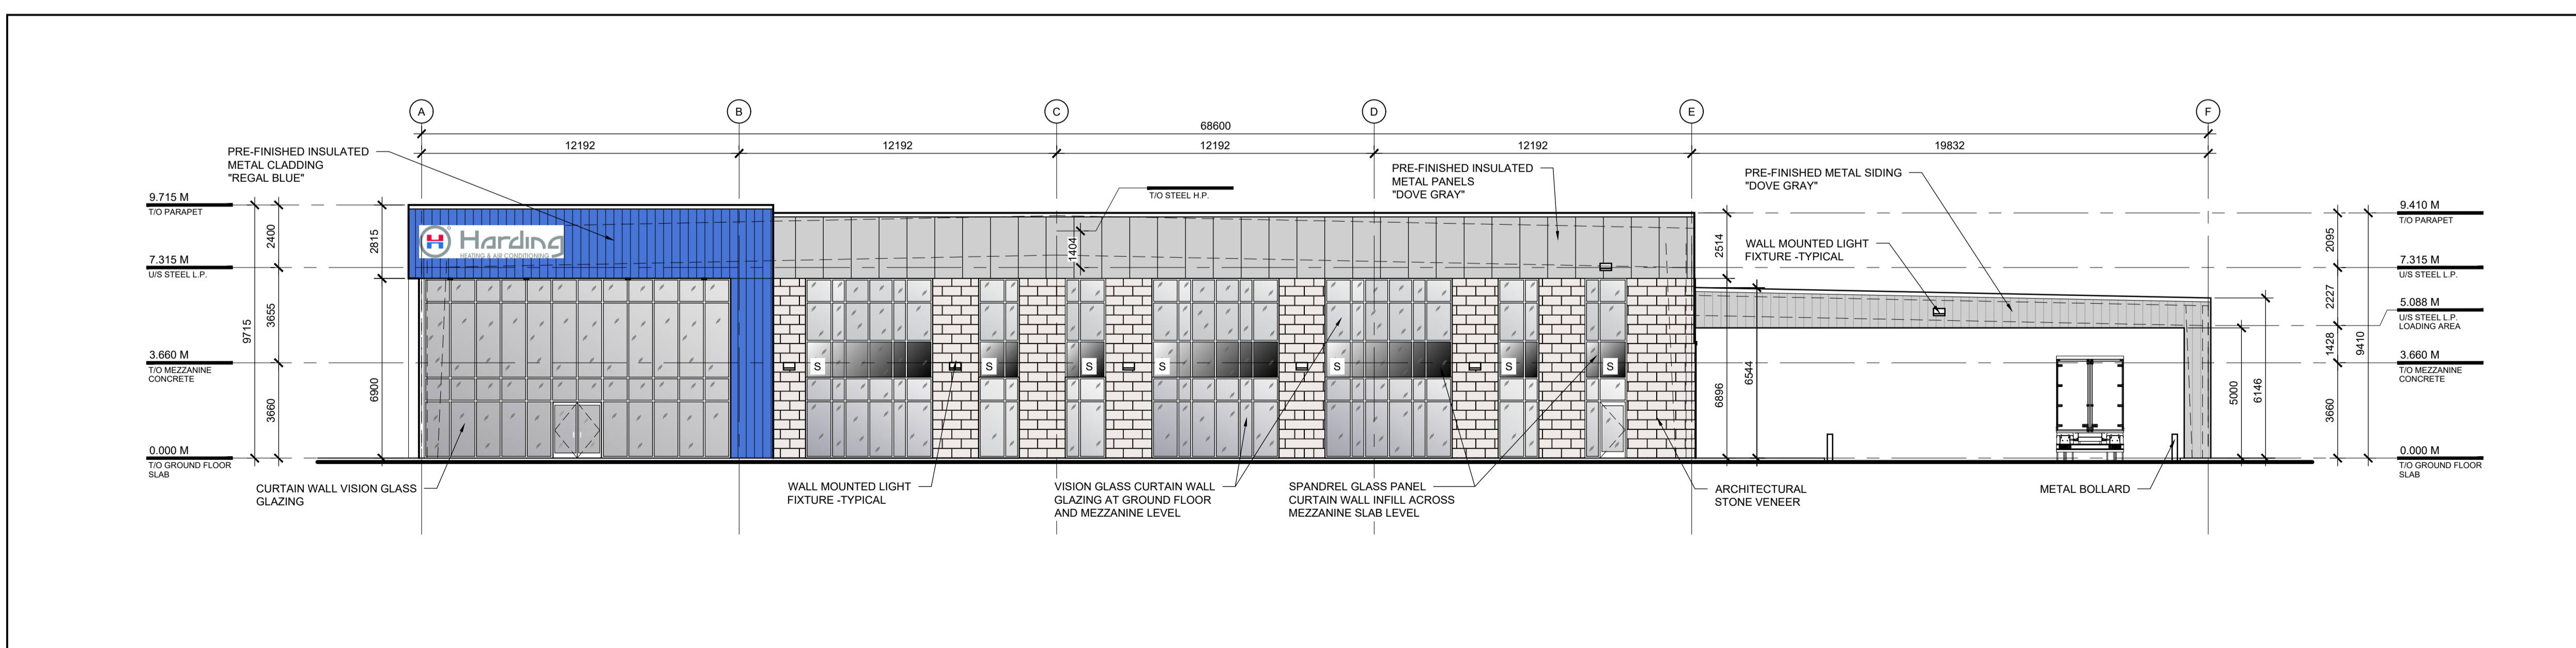 A
B
C
D
E
F
68600
12192
12192
12192
12192
19832
PRE-FINISHED INSULATED
METAL CLADDING
"REGAL BLUE"
T/O STEEL H.P.
PRE-FINISHED INSULATED
METAL PANELS
"DOVE GRAY"
PRE-FINISHED METAL SIDING
"DOVE GRAY"
WALL MOUNTED LIGHT
FIXTURE -TYPICAL
9.715 M
T/O PARAPET
7.315 M
U/S STEEL L.P.
3.660 M
T/O MEZZANINE
CONCRETE
0.000 M
T/O GROUND FLOOR
SLAB
9715
2400
3655
3660
2815
6900
H Harding
HEATING & AIR CONDITIONING
1404
S
S
S
S
S
S
S
2514
6896
6544
5000
6146
2095
2227
1428
3660
9410
9.410 M
T/O PARAPET
7.315 M
U/S STEEL L.P.
5.088 M
U/S STEEL L.P.
LOADING AREA
3.660 M
T/O MEZZANINE
CONCRETE
0.000 M
T/O GROUND FLOOR
SLAB
CURTAIN WALL VISION GLASS
GLAZING
WALL MOUNTED LIGHT
FIXTURE -TYPICAL
VISION GLASS CURTAIN WALL
GLAZING AT GROUND FLOOR
AND MEZZANINE LEVEL
SPANDREL GLASS PANEL
CURTAIN WALL INFILL ACROSS
MEZZANINE SLAB LEVEL
ARCHITECTURAL
STONE VENEER
METAL BOLLARD